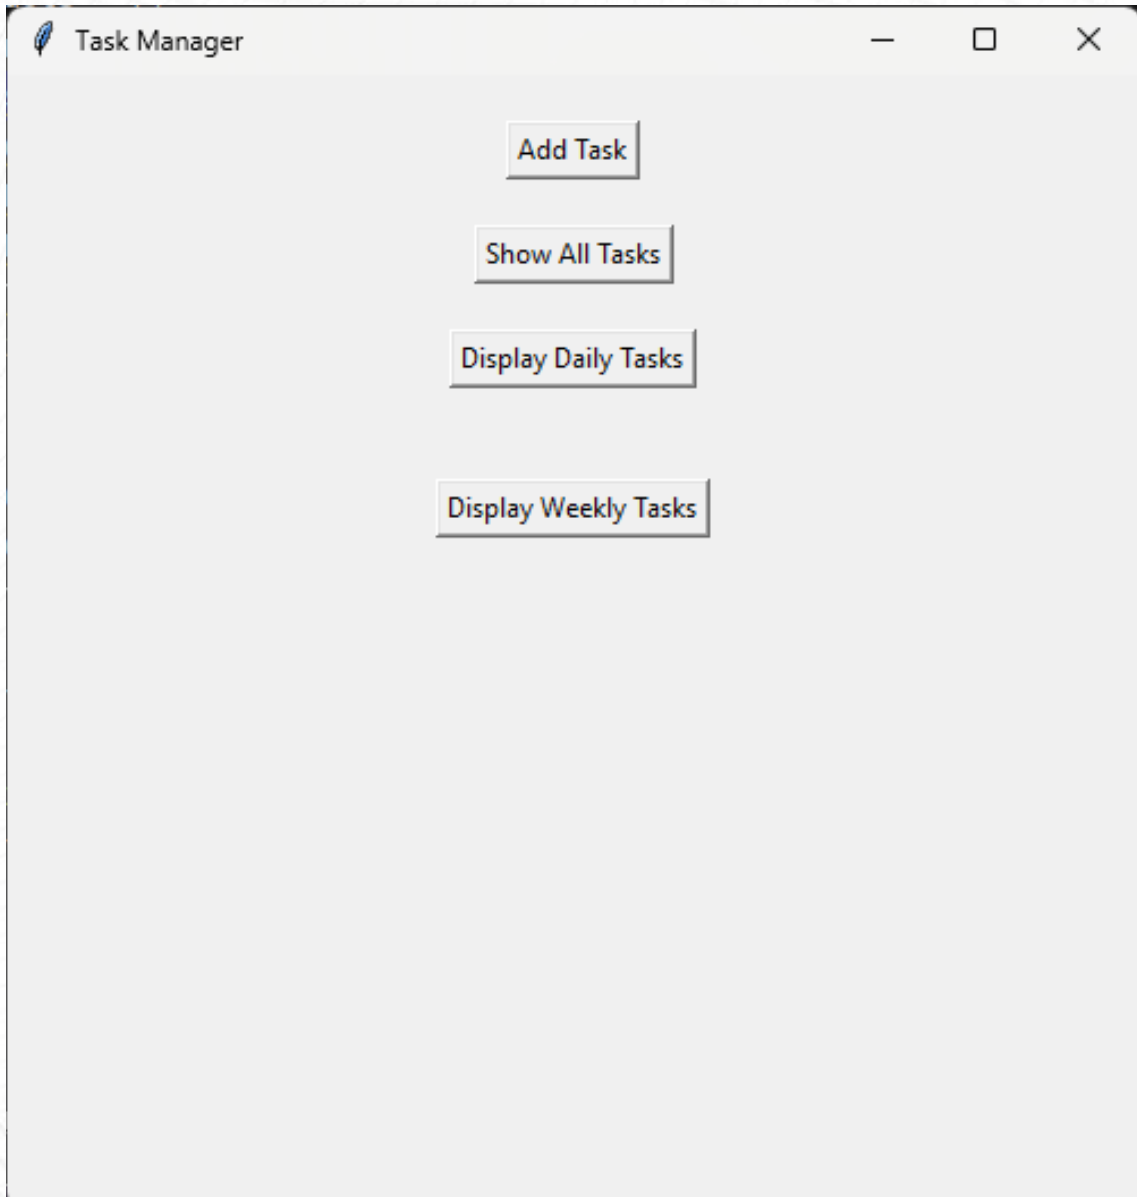 Task Manager
Add Task
Show All Tasks
Display Daily Tasks
Display Weekly Tasks